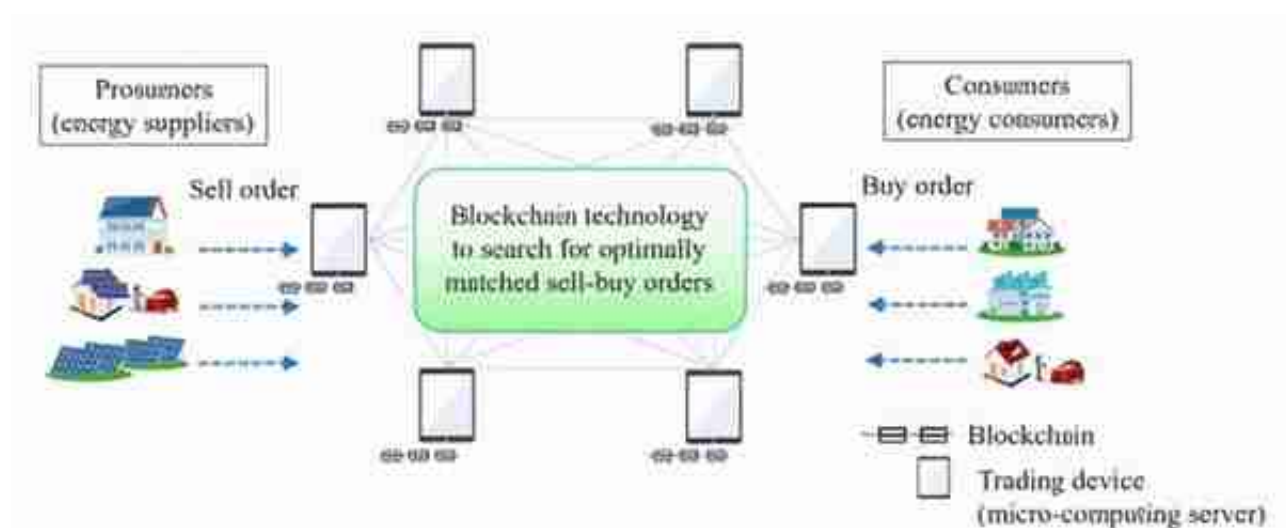 Prosumers
(energy suppliers)
Sell order
Blockchain technology
to search for optimally
matched sell-buy orders
Consumers
(energy consumers)
Buy order
Blockchain
Trading device
(micro-computing server)